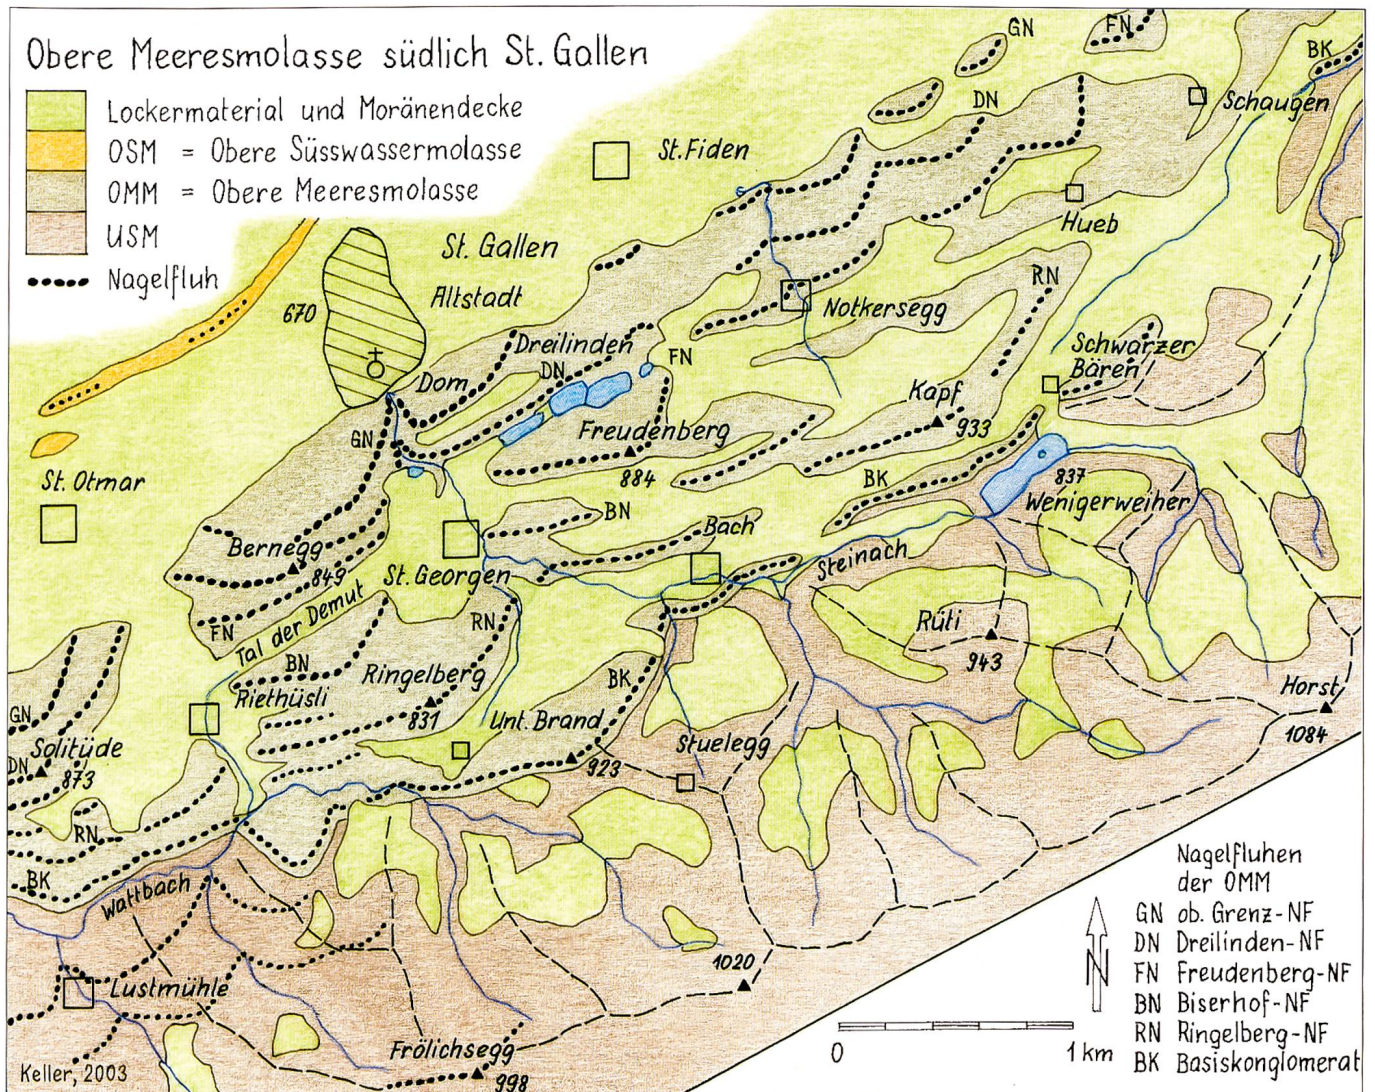 Obere Meeresmolasse südlich St. Gallen
Lockermaterial und Moränendecke
OSM = Obere Süsswassermolasse
OMM = Obere Meeresmolasse
USM
Nagelfluh
GN
FN
BK
DN
Schaugen
St. Fiden
Hueb
St. Gallen
Altstadt
670
RN
Notkersegg
Dreilinden
FN
DN
Dom
Schwarzer
Bären
Kapf
933
GN
Freudenberg
884
BK
837
Wenigerweiher
St. Otmar
BN
Bach
Bernegg
849
St. Georgen
Steinach
FN
Tal der Demut
RN
Rüti
943
BN
Riethüsli
Ringelberg
831
BK
Horst
1084
GN
Unt. Brand
923
Stuelegg
Solitüde
DN
873
RN
BK
Wattbach
Lustmühle
1020
Frölichsegg
998
Keller, 2003
N
0
1 km
Nagelfluhen
der OMM
GN ob. Grenz-NF
DN Dreilinden-NF
FN Freudenberg-NF
BN Biserhof-NF
RN Ringelberg-NF
BK Basiskonglomerat